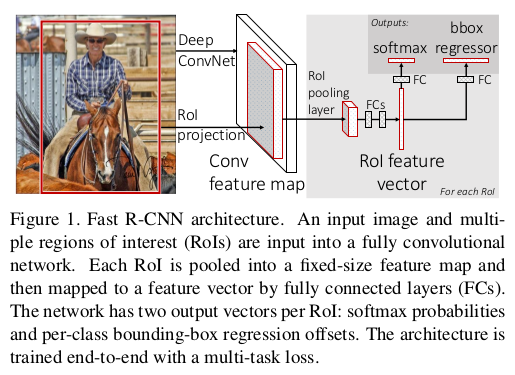 Outputs:
bbox
softmax regressor
Deep
ConvNet
FC
FC
RoI
pooling
layer
FCs
RoI
projection
Conv
feature map
RoI feature
vector
For each RoI
Figure 1. Fast R-CNN architecture. An input image and multi-
ple regions of interest (RoIs) are input into a fully convolutional
network. Each RoI is pooled into a fixed-size feature map and
then mapped to a feature vector by fully connected layers (FCs).
The network has two output vectors per RoI: softmax probabilities
and per-class bounding-box regression offsets. The architecture is
trained end-to-end with a multi-task loss.